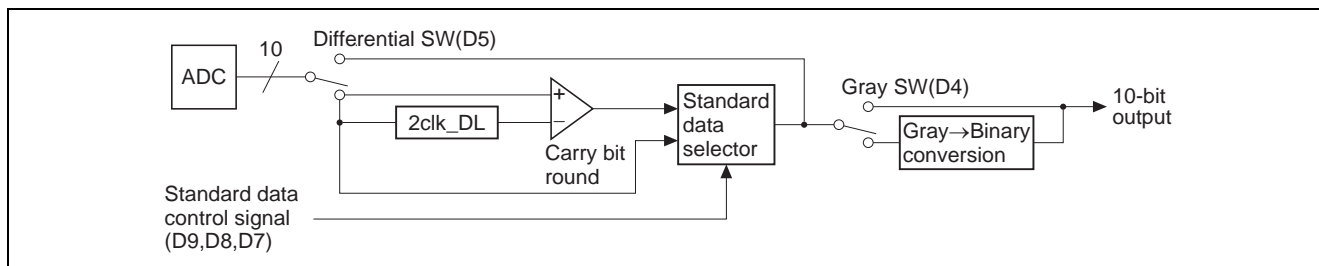 10
Differential SW(D5)
ADC
Gray SW(D4)
10-bit
output
+
−
2clk_DL
Standard
data
selector
Gray→Binary
conversion
Carry bit
round
Standard data
control signal
(D9,D8,D7)